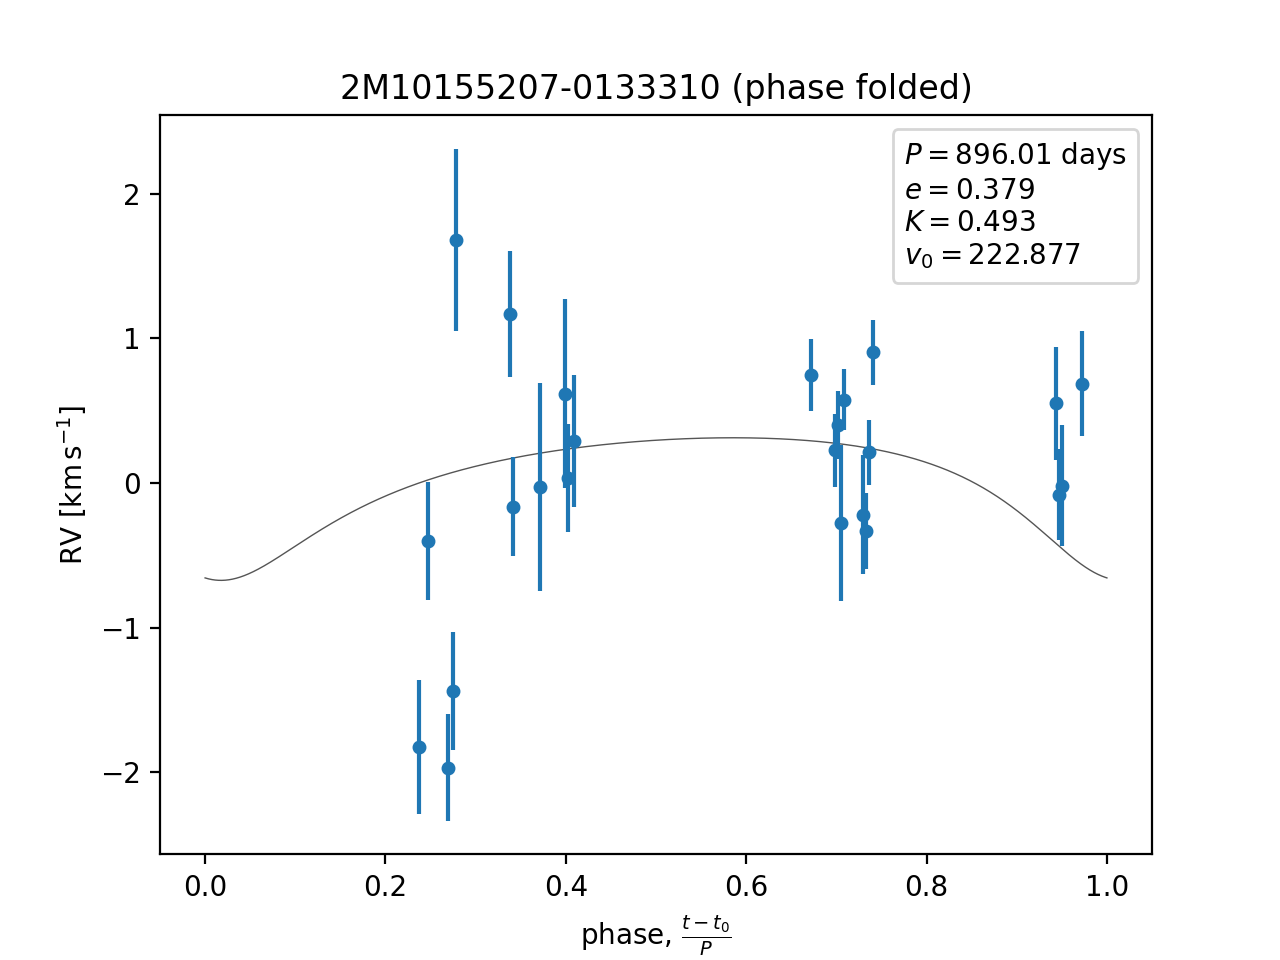 2M10155207-0133310 (phase folded)
P = 896.01 days
e = 0.379
K = 0.493
v₀ = 222.877
RV [km s⁻¹]
2
1
0
−1
−2
0.0 0.2 0.4 0.6 0.8 1.0
phase, (t − t₀)/P